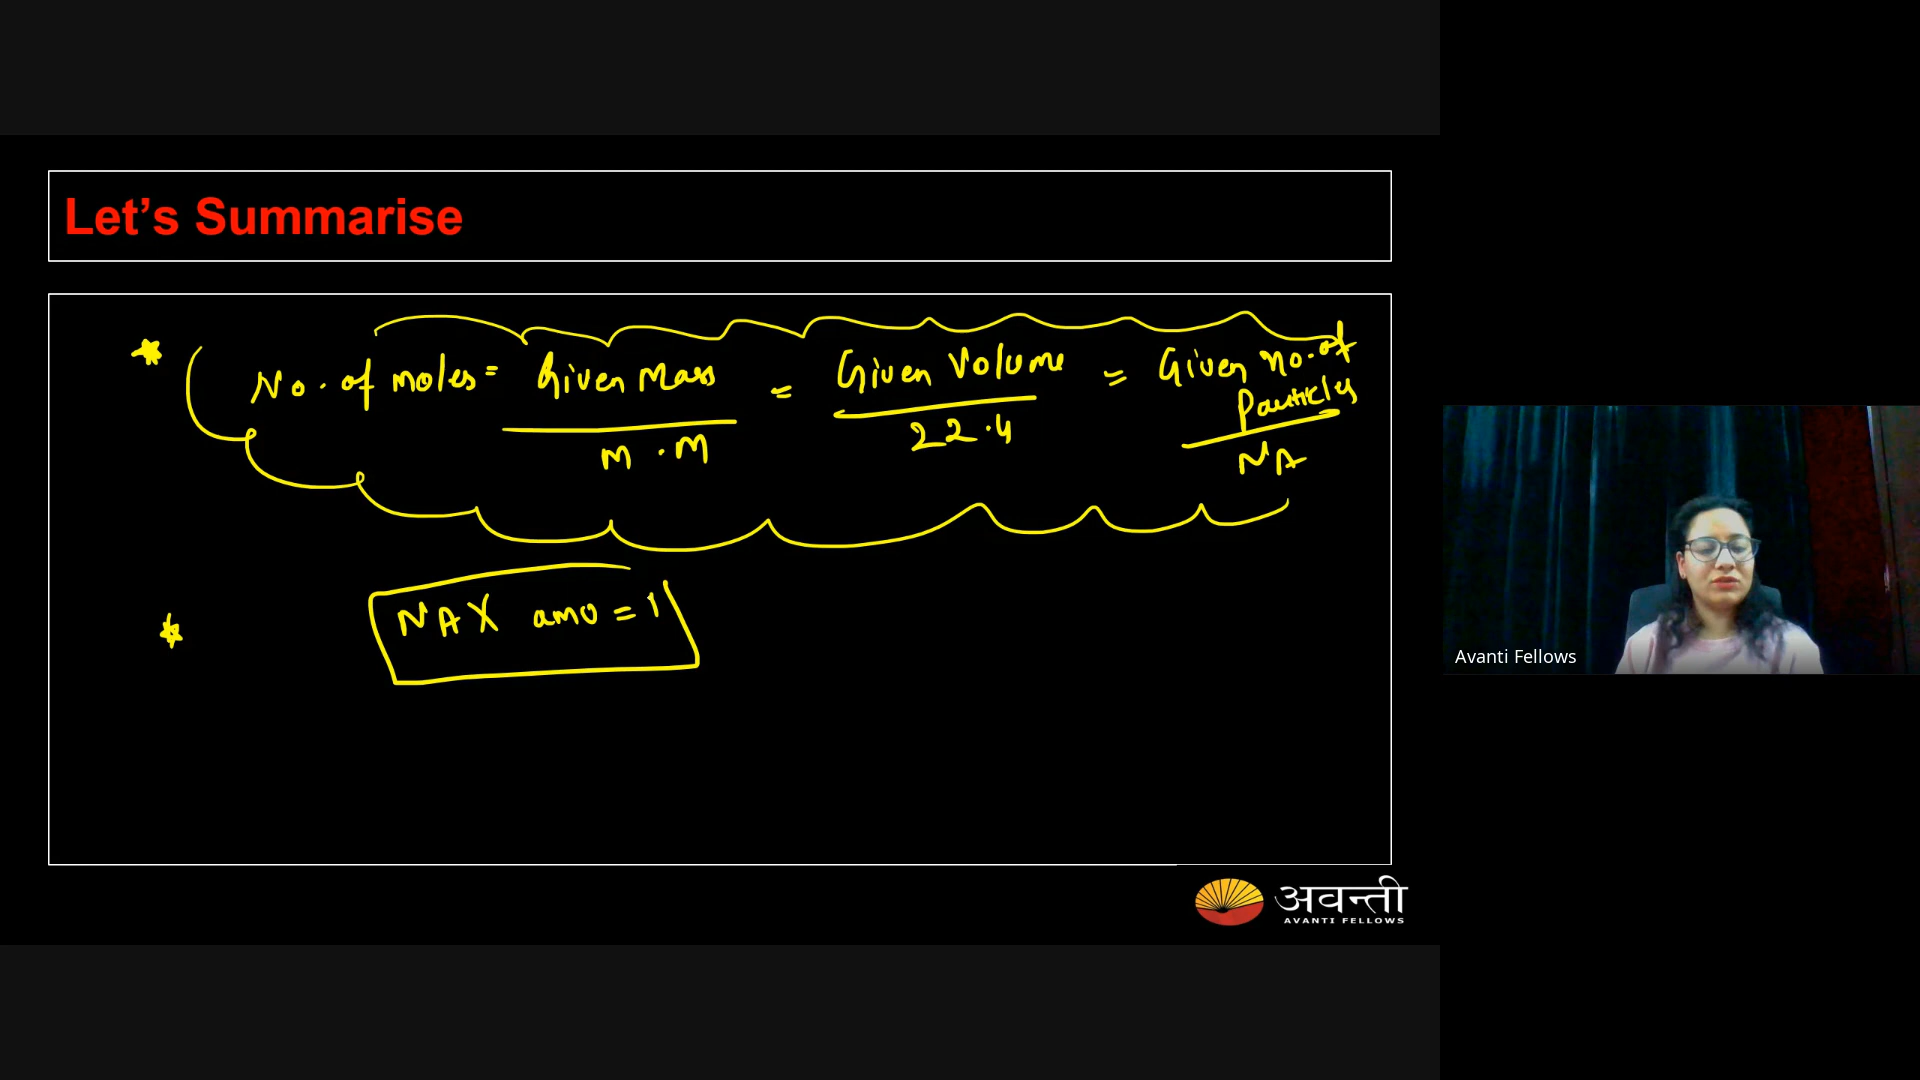 Let's Summarise
No. of moles = Given Mass / M.M = Given Volume / 22.4 = Given no. of Particles / NA
NA X amu = 1
Avanti Fellows
अवन्ती
AVANTI FELLOWS